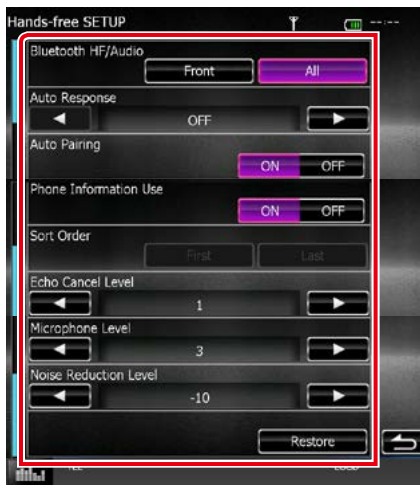 Hands-free SETUP --:--
Bluetooth HF/Audio
Front All
Auto Response
OFF
Auto Pairing
ON OFF
Phone Information Use
ON OFF
Sort Order
First Last
Echo Cancel Level
1
Microphone Level
3
Noise Reduction Level
-10
Restore